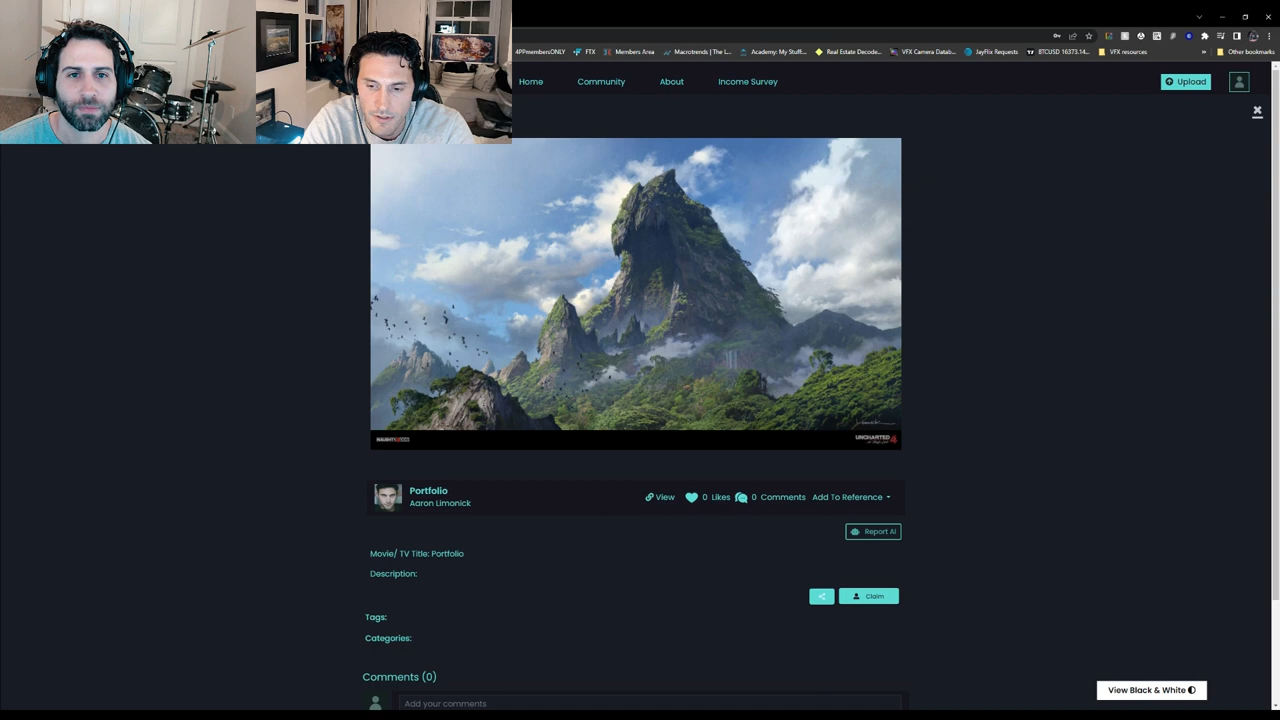 4PPmembersONLY FTX Members Area Macrotrends | The L... Academy: My Stuff... Real Estate Decode... VFX Camera Datab... JayFlix Requests BTCUSD 16373.14... VFX resources » Other bookmarks
Home Community About Income Survey Upload
NAUGHTY DOG
UNCHARTED 4
Portfolio
Aaron Limonick
View 0 Likes 0 Comments Add To Reference
Report AI
Movie/ TV Title: Portfolio
Description:
Claim
Tags:
Categories:
Comments (0)
Add your comments
View Black & White